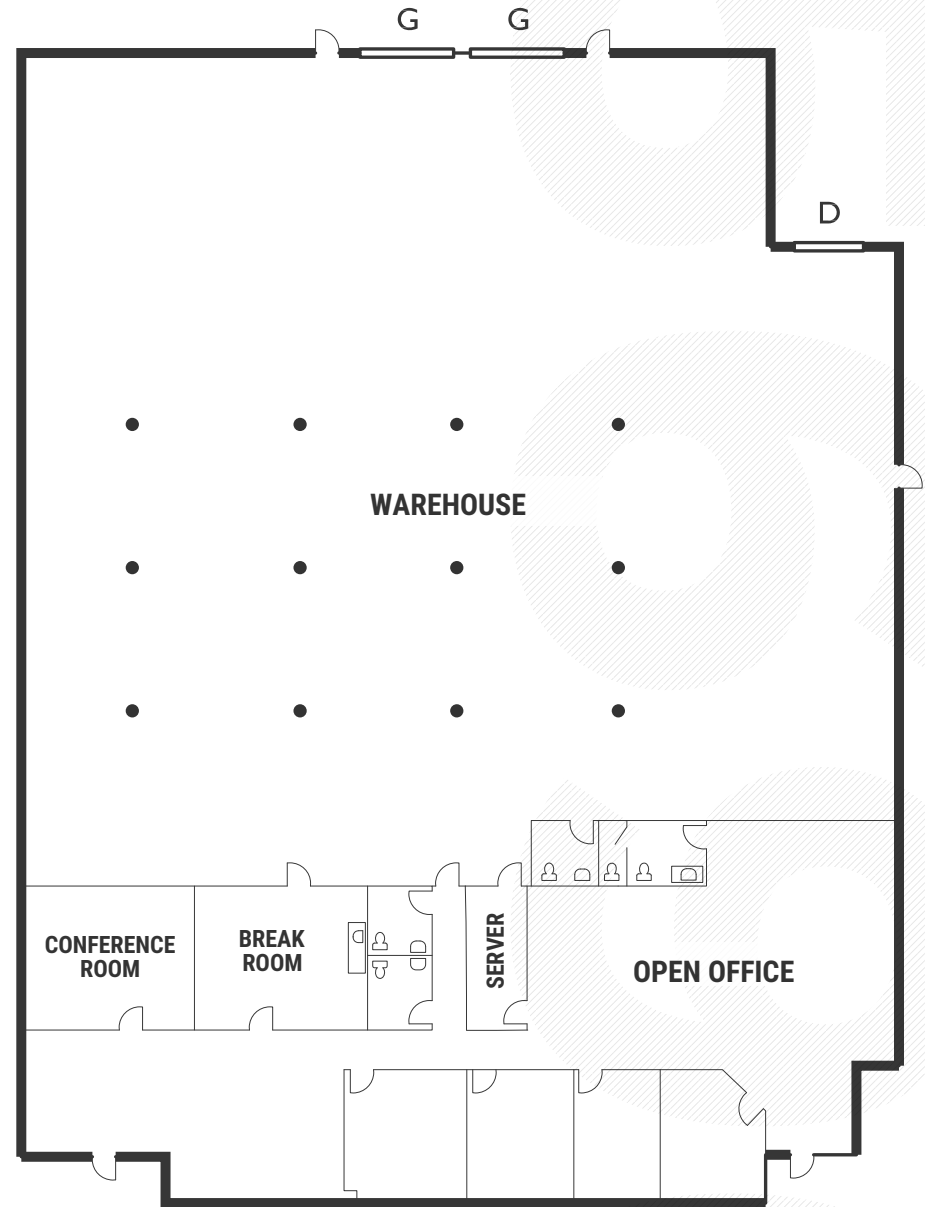 G G
D
WAREHOUSE
CONFERENCE
ROOM
BREAK
ROOM
SERVER
OPEN OFFICE